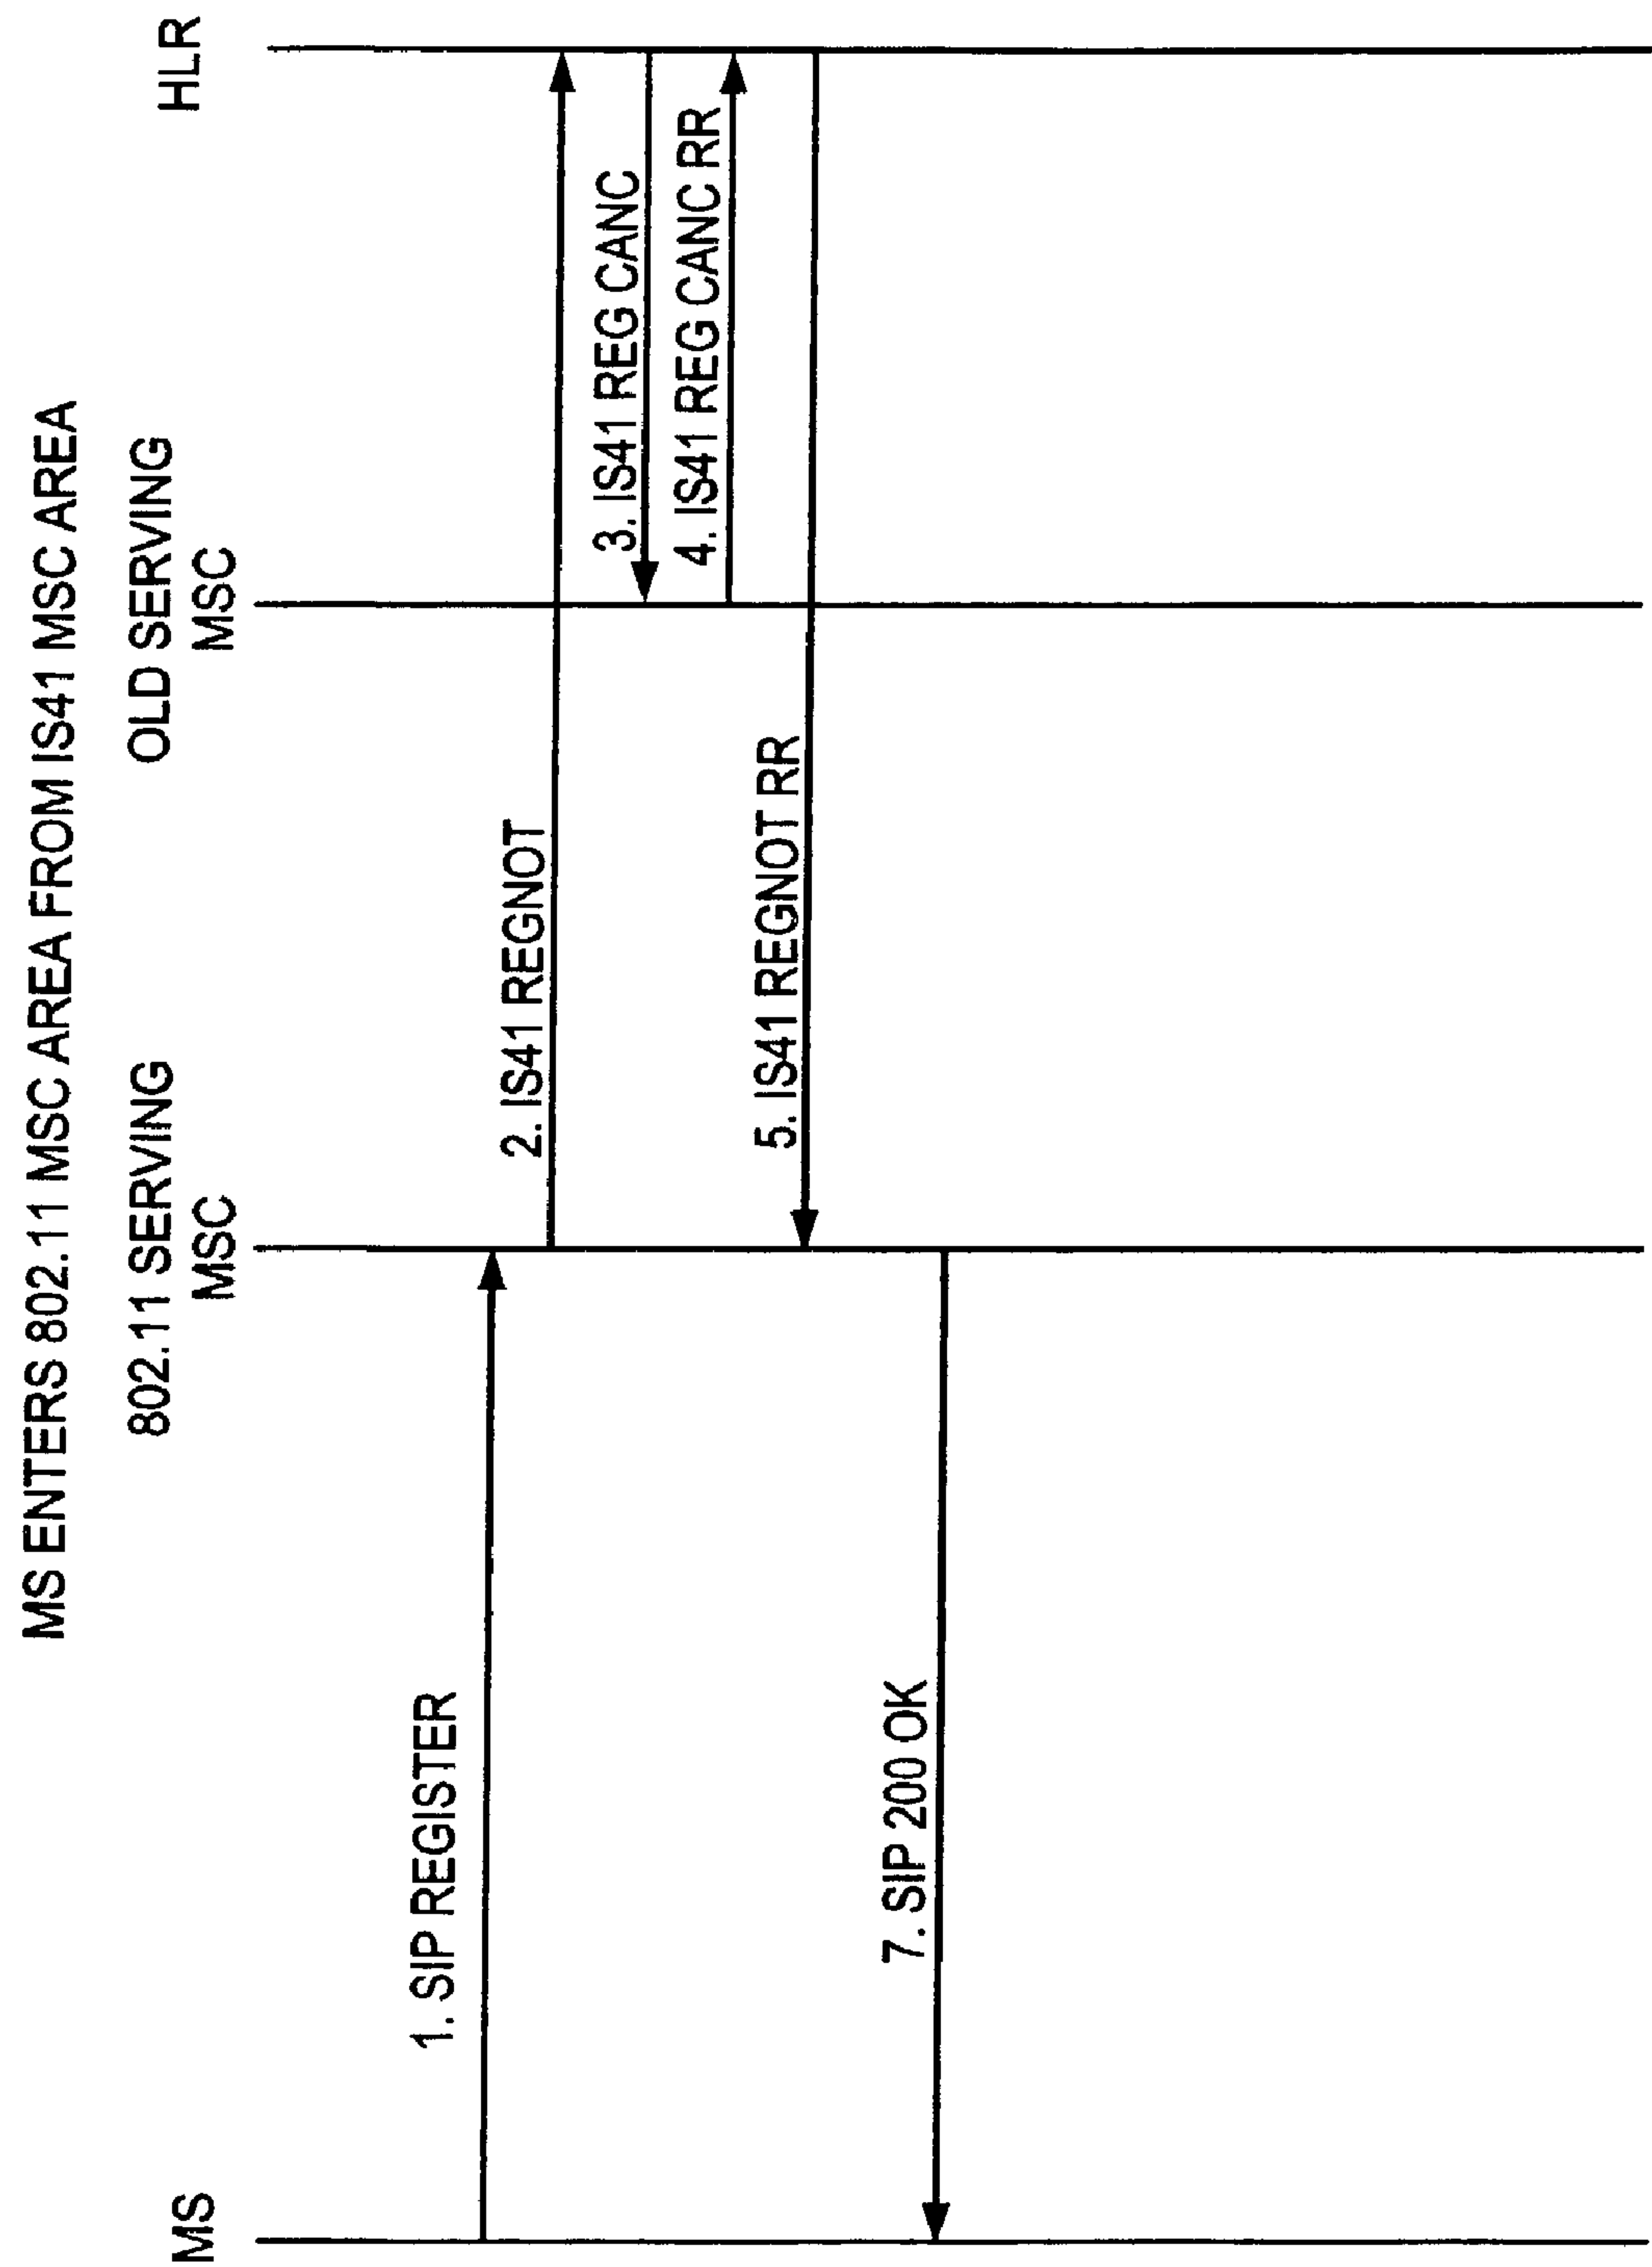 MS ENTERS 802.11 MSC AREA FROM IS41 MSC AREA
MS
802.11 SERVING
MSC
OLD SERVING
MSC
HLR
1. SIP REGISTER
2. IS41 REGNOT
3. IS41 REG CANC
4. IS41 REG CANC RR
5. IS41 REGNOT RR
7. SIP 200 OK